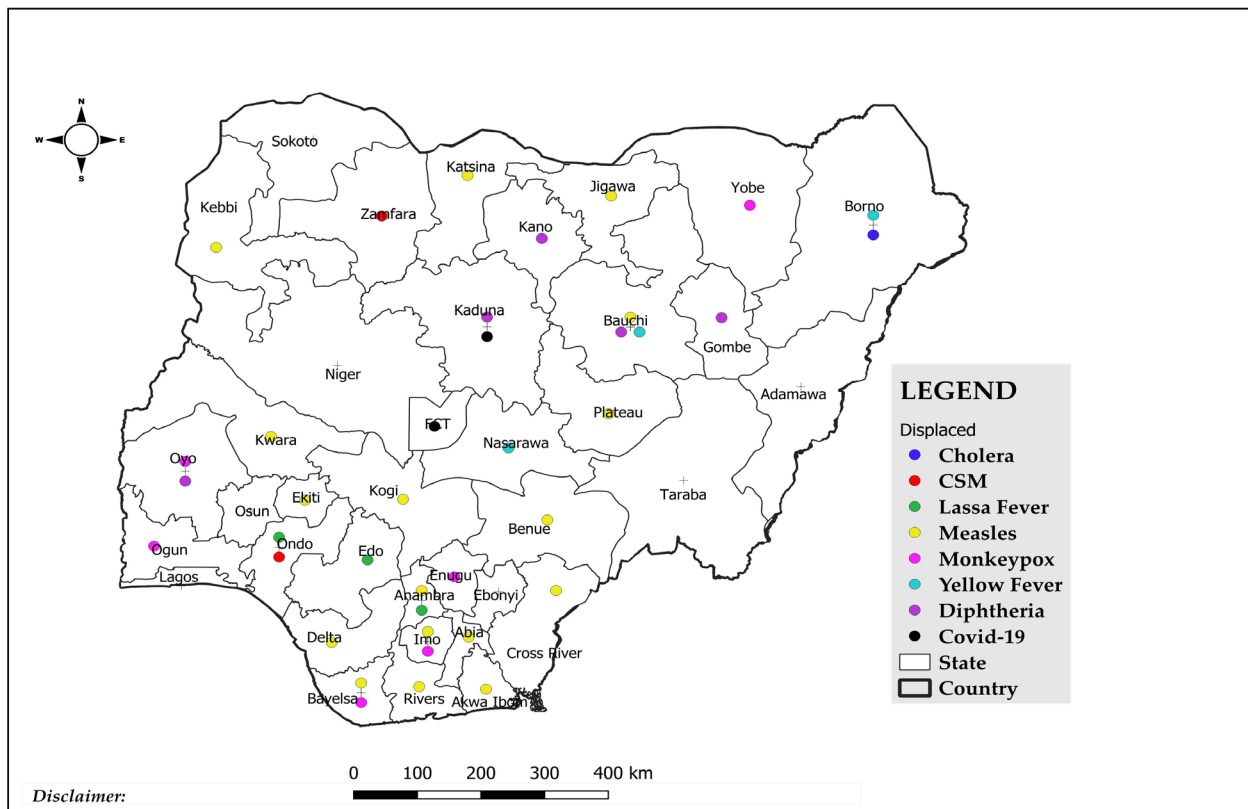 N
W E
S
Sokoto
Katsina
Jigawa
Yobe
Kebbi
Zamfara
Borno
Kano
Kaduna
Bauchi
Gombe
Niger
Adamawa
Plateau
FCT
Kwara
Nasarawa
Oyo
Taraba
Ekiti
Kogi
Osun
Benue
Ondo
Edo
Ogun
Lagos
Enugu
Anambra
Ebonyi
Delta
Imo
Abia
Cross River
Bayelsa
Rivers
Akwa Ibom
LEGEND
Displaced
Cholera
CSM
Lassa Fever
Measles
Monkeypox
Yellow Fever
Diphtheria
Covid-19
State
Country
0 100 200 300 400 km
Disclaimer: